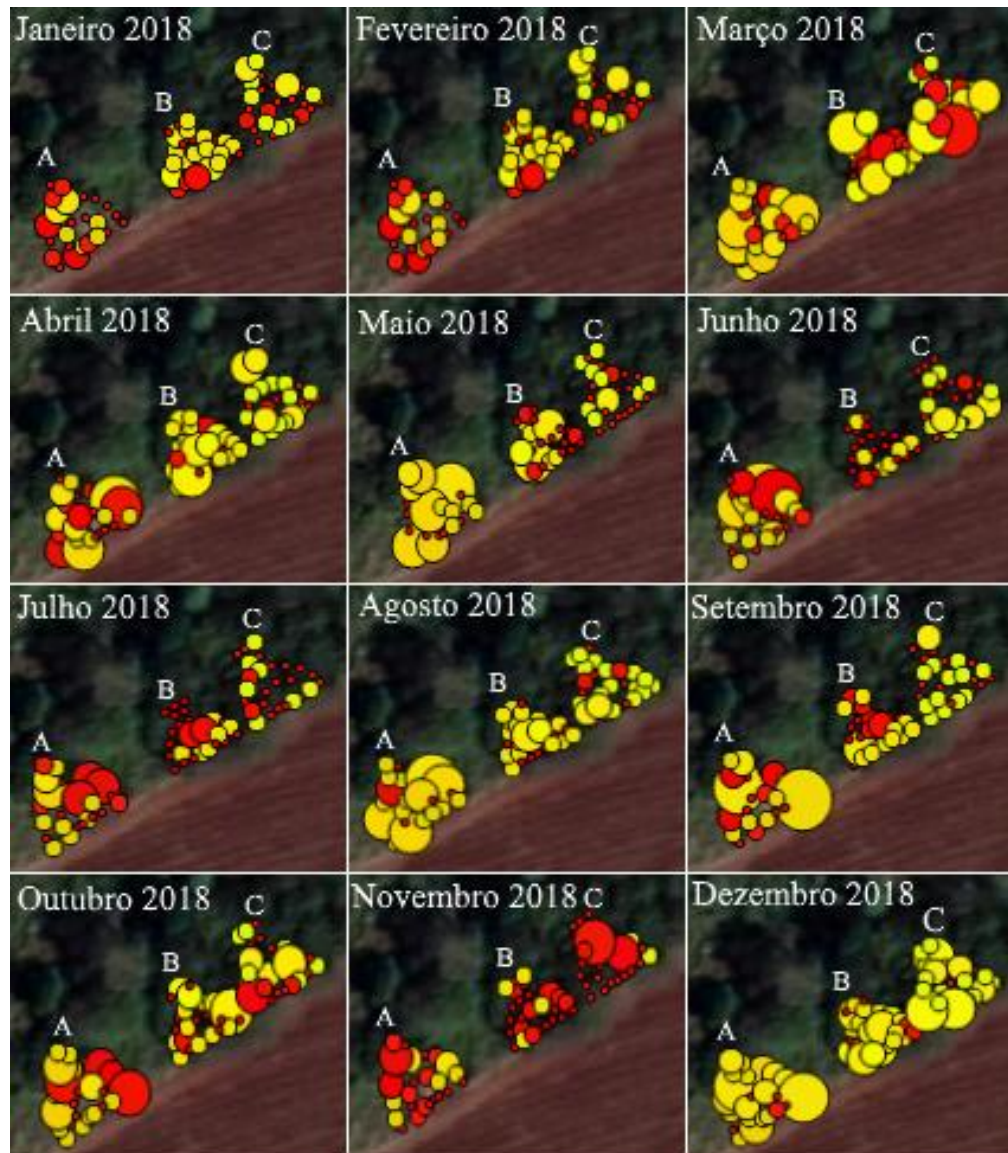 Janeiro 2018
C
B
A
Fevereiro 2018
C
B
A
Março 2018
C
B
A
Abril 2018
C
B
A
Maio 2018
C
B
A
Junho 2018
C
B
A
Julho 2018
C
B
A
Agosto 2018
C
B
A
Setembro 2018
C
B
A
Outubro 2018
C
B
A
Novembro 2018
C
B
A
Dezembro 2018
C
B
A